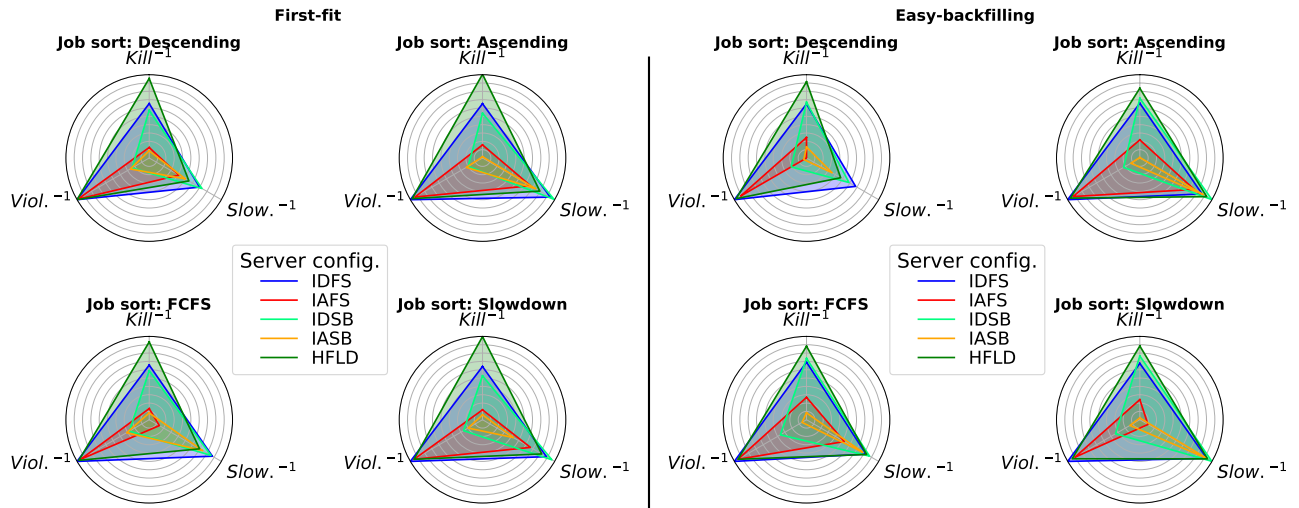 First-fit
Easy-backfilling
Job sort: Descending
Kill⁻¹
Viol. ⁻¹
Slow. ⁻¹
Job sort: Ascending
Kill⁻¹
Viol. ⁻¹
Slow. ⁻¹
Job sort: Descending
Kill⁻¹
Viol. ⁻¹
Slow. ⁻¹
Job sort: Ascending
Kill⁻¹
Viol. ⁻¹
Slow. ⁻¹
Server config.
IDFS
IAFS
IDSB
IASB
HFLD
Server config.
IDFS
IAFS
IDSB
IASB
HFLD
Job sort: FCFS
Kill⁻¹
Viol. ⁻¹
Slow. ⁻¹
Job sort: Slowdown
Kill⁻¹
Viol. ⁻¹
Slow. ⁻¹
Job sort: FCFS
Kill⁻¹
Viol. ⁻¹
Slow. ⁻¹
Job sort: Slowdown
Kill⁻¹
Viol. ⁻¹
Slow. ⁻¹